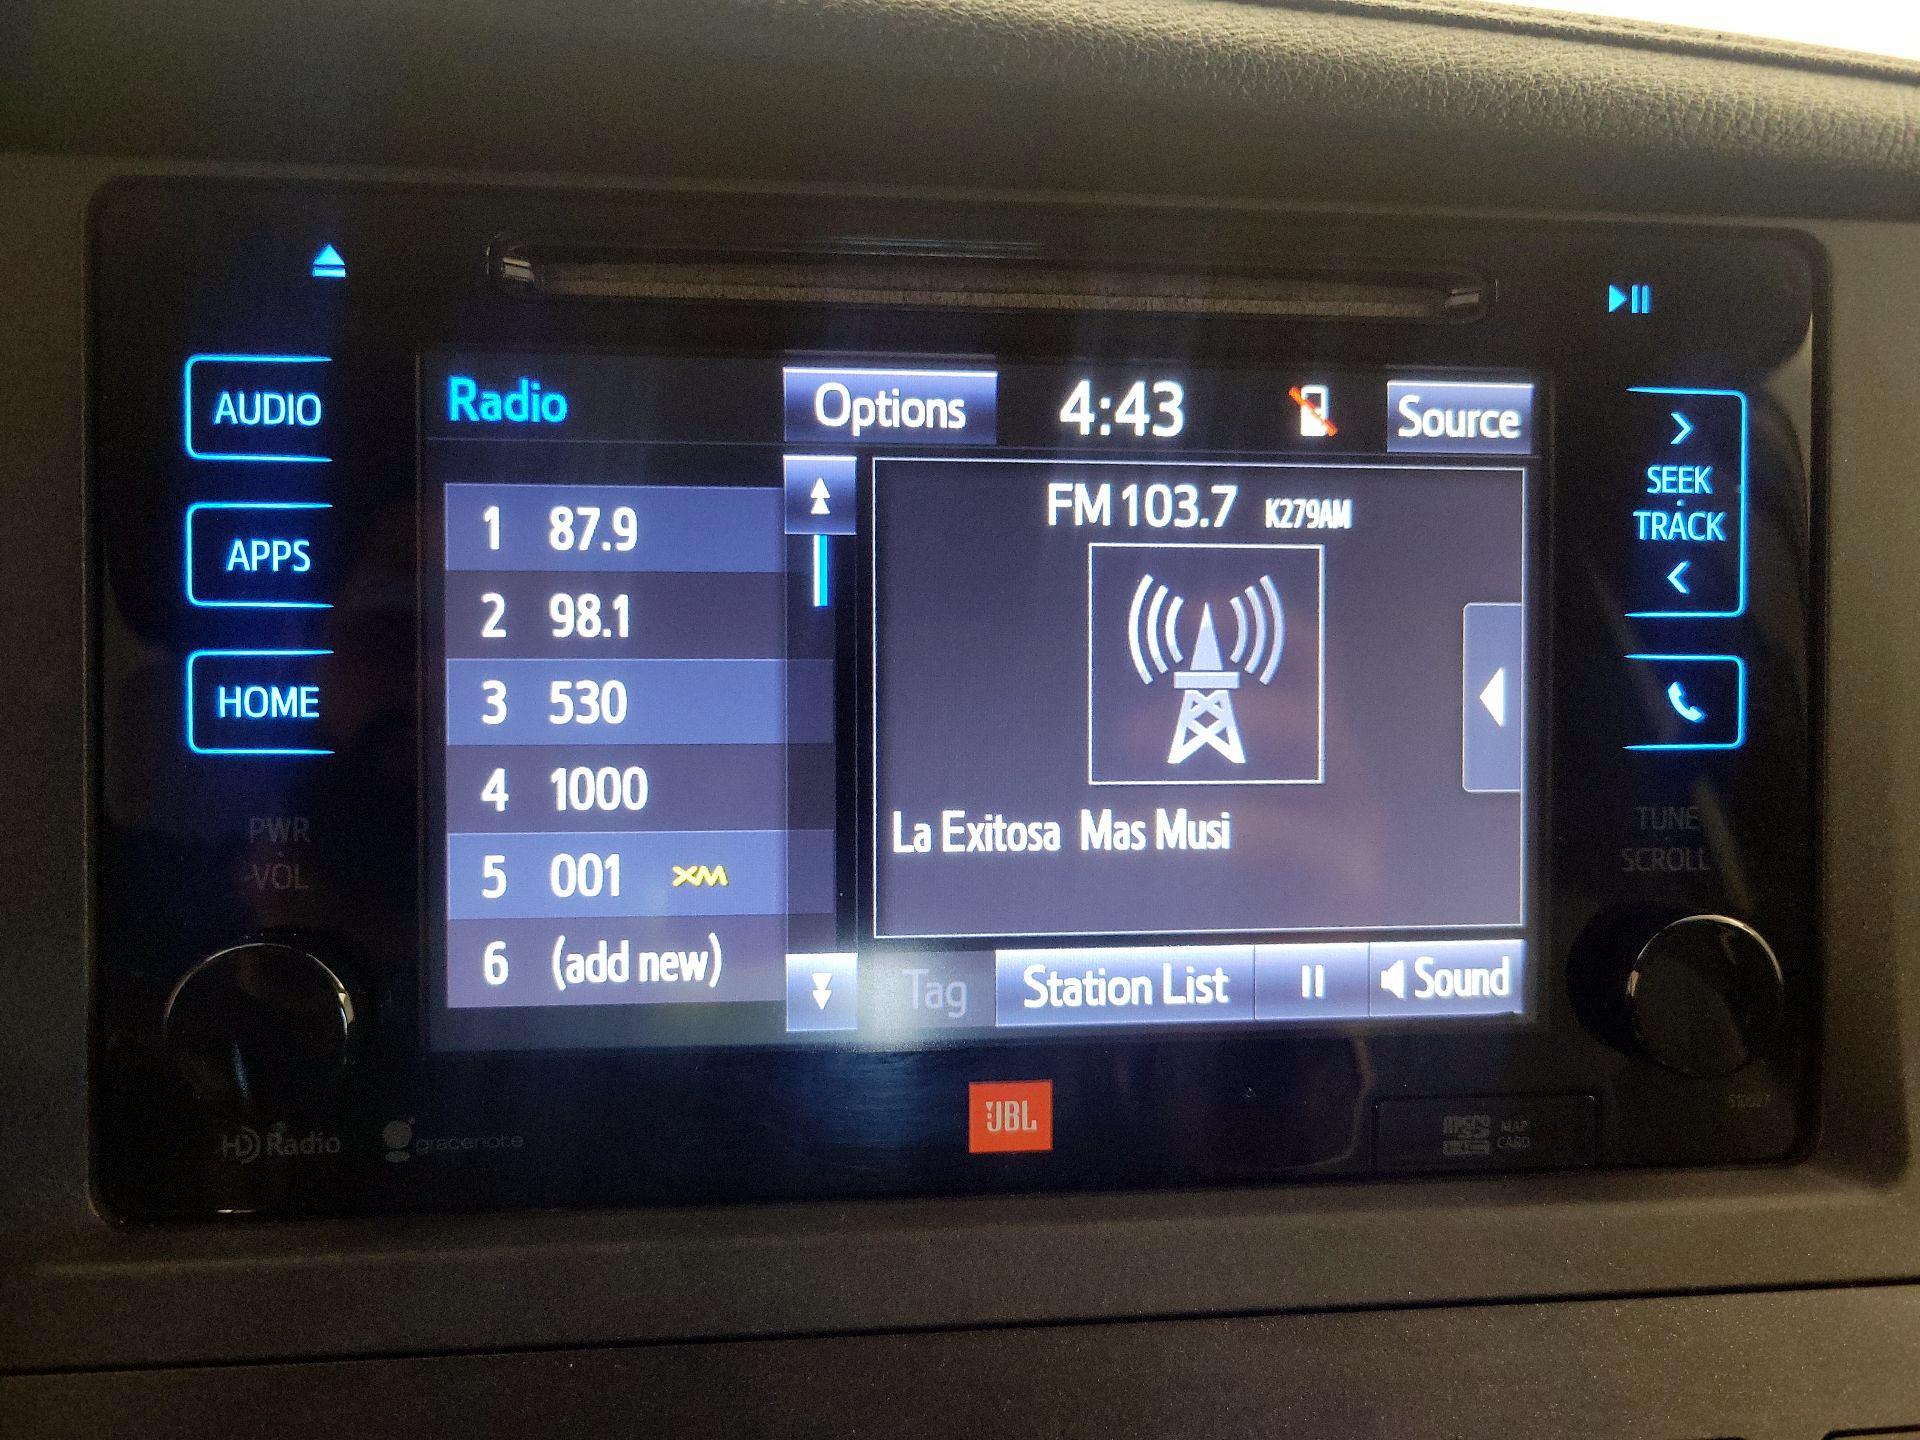 AUDIO
APPS
HOME
PWR
VOL
HD Radio
gracenote
Radio
Options
4:43
Source
1 87.9
2 98.1
3 530
4 1000
5 001 XM
6 (add new)
FM 103.7 K279AM
La Exitosa Mas Musi
Tag
Station List
Sound
JBL
SEEK
TRACK
TUNE
SCROLL
MAP
CARD